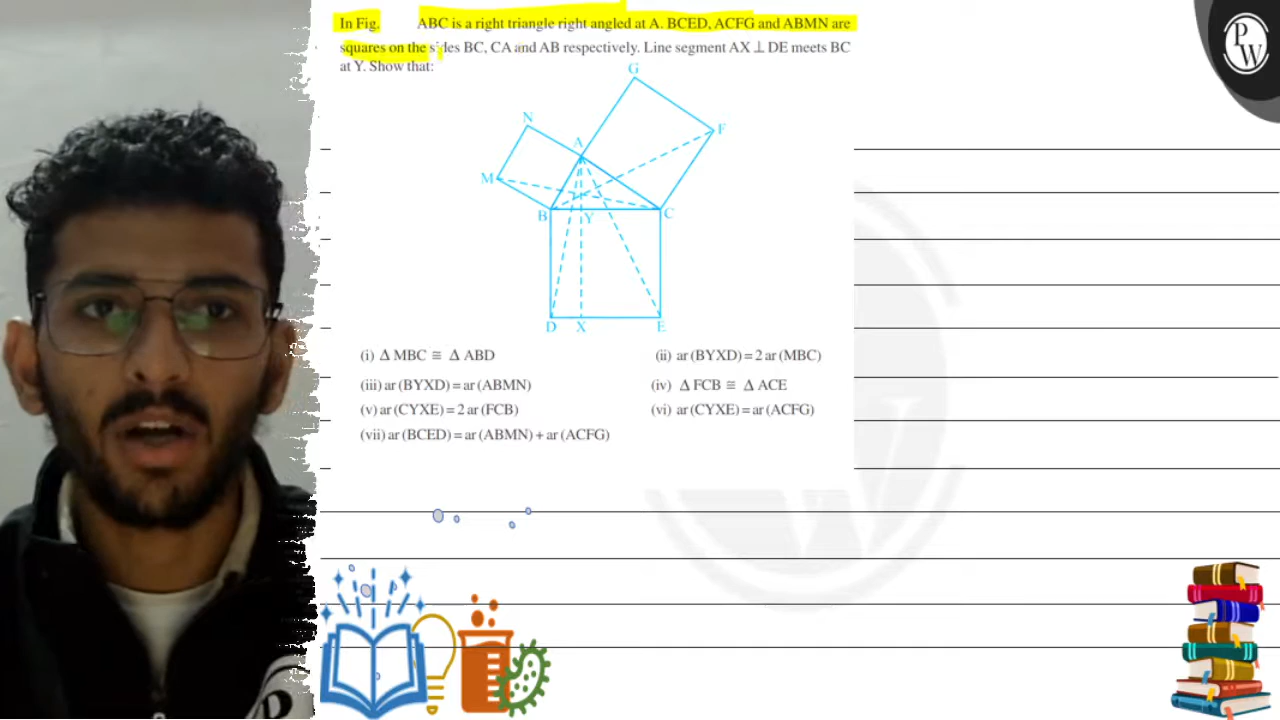 In Fig. ABC is a right triangle right angled at A. BCED, ACFG and ABMN are
squares on the sides BC, CA and AB respectively. Line segment AX ⊥ DE meets BC
at Y. Show that:
G
N
F
A
M
B
Y
C
D
X
E
(i) Δ MBC ≅ Δ ABD
(ii) ar (BYXD) = 2 ar (MBC)
(iii) ar (BYXD) = ar (ABMN)
(iv) Δ FCB ≅ Δ ACE
(v) ar (CYXE) = 2 ar (FCB)
(vi) ar (CYXE) = ar (ACFG)
(vii) ar (BCED) = ar (ABMN) + ar (ACFG)
PW